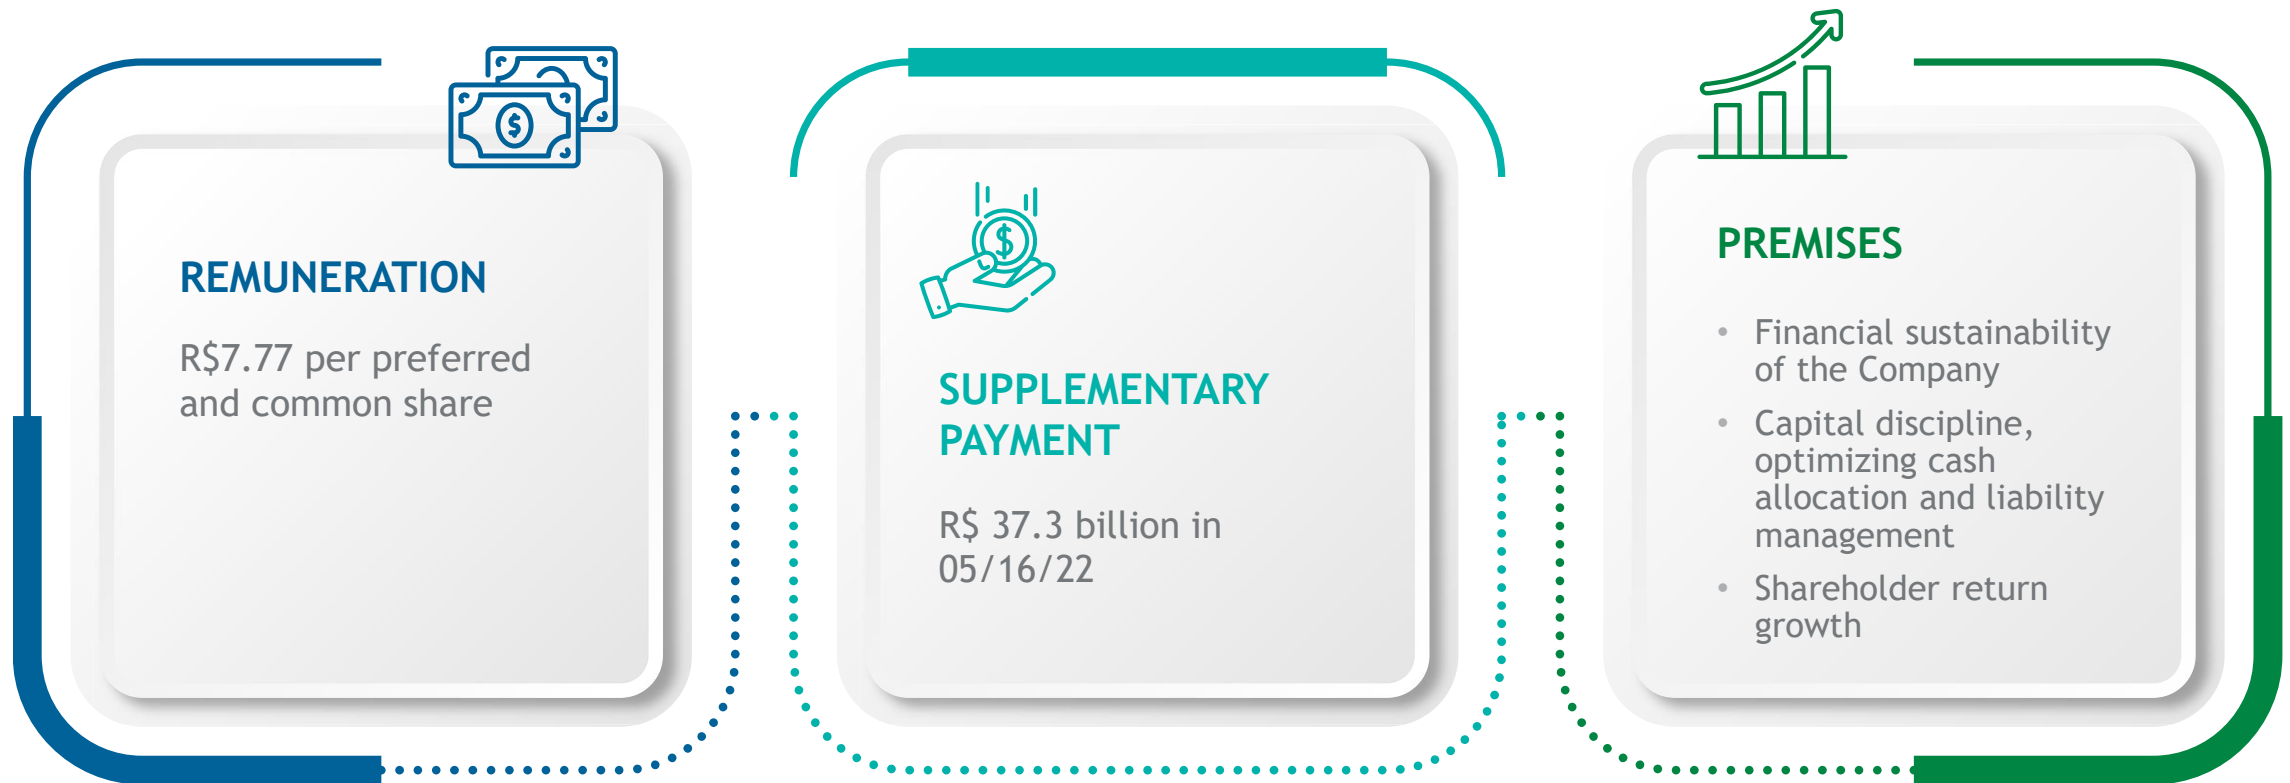 REMUNERATION
R$7.77 per preferred
and common share
SUPPLEMENTARY
PAYMENT
R$ 37.3 billion in
05/16/22
PREMISES
• Financial sustainability
of the Company
• Capital discipline,
optimizing cash
allocation and liability
management
• Shareholder return
growth